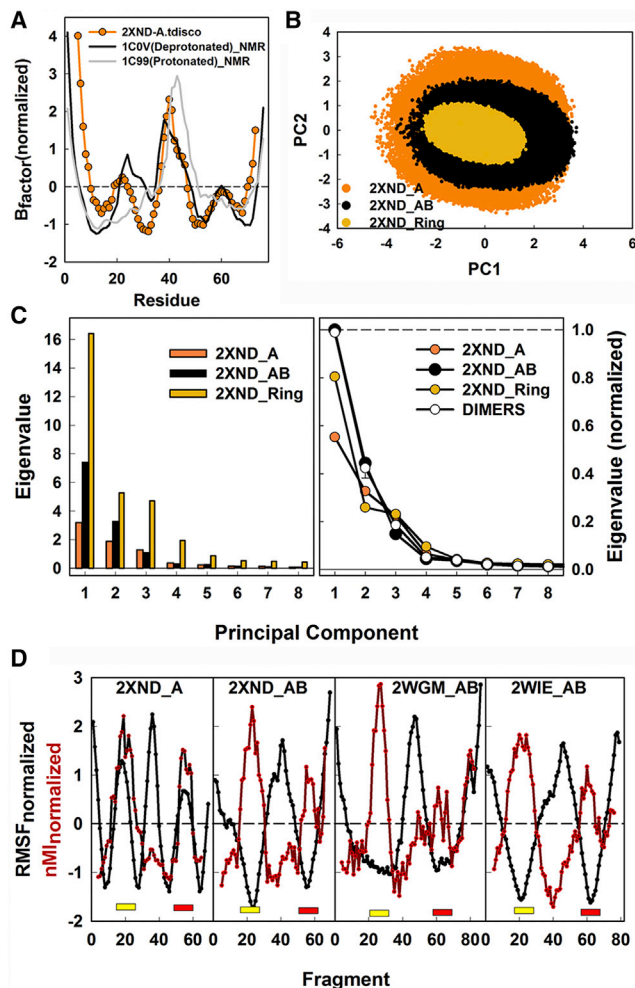 A
2XND-A.tdisco
1C0V(Deprotonated)_NMR
1C99(Protonated)_NMR
Bfactor(normalized)
4
3
2
1
0
-1
-2
0 20 40 60
Residue
B
PC2
4
3
2
1
0
-1
-2
-3
-4
2XND_A
2XND_AB
2XND_Ring
-6 -4 -2 0 2 4 6
PC1
C
Eigenvalue
16
14
12
10
8
6
4
2
0
2XND_A
2XND_AB
2XND_Ring
1 2 3 4 5 6 7 8
2XND_A
2XND_AB
2XND_Ring
DIMERS
1.0
0.8
0.6
0.4
0.2
0
Eigenvalue (normalized)
1 2 3 4 5 6 7 8
Principal Component
D
RMSFnormalized
nMInormalized
3
2
1
0
-1
-2
2XND_A 2XND_AB 2WGM_AB 2WIE_AB
0 20 40 60 0 20 40 60 0 20 40 60 80 0 20 40 60 80
Fragment